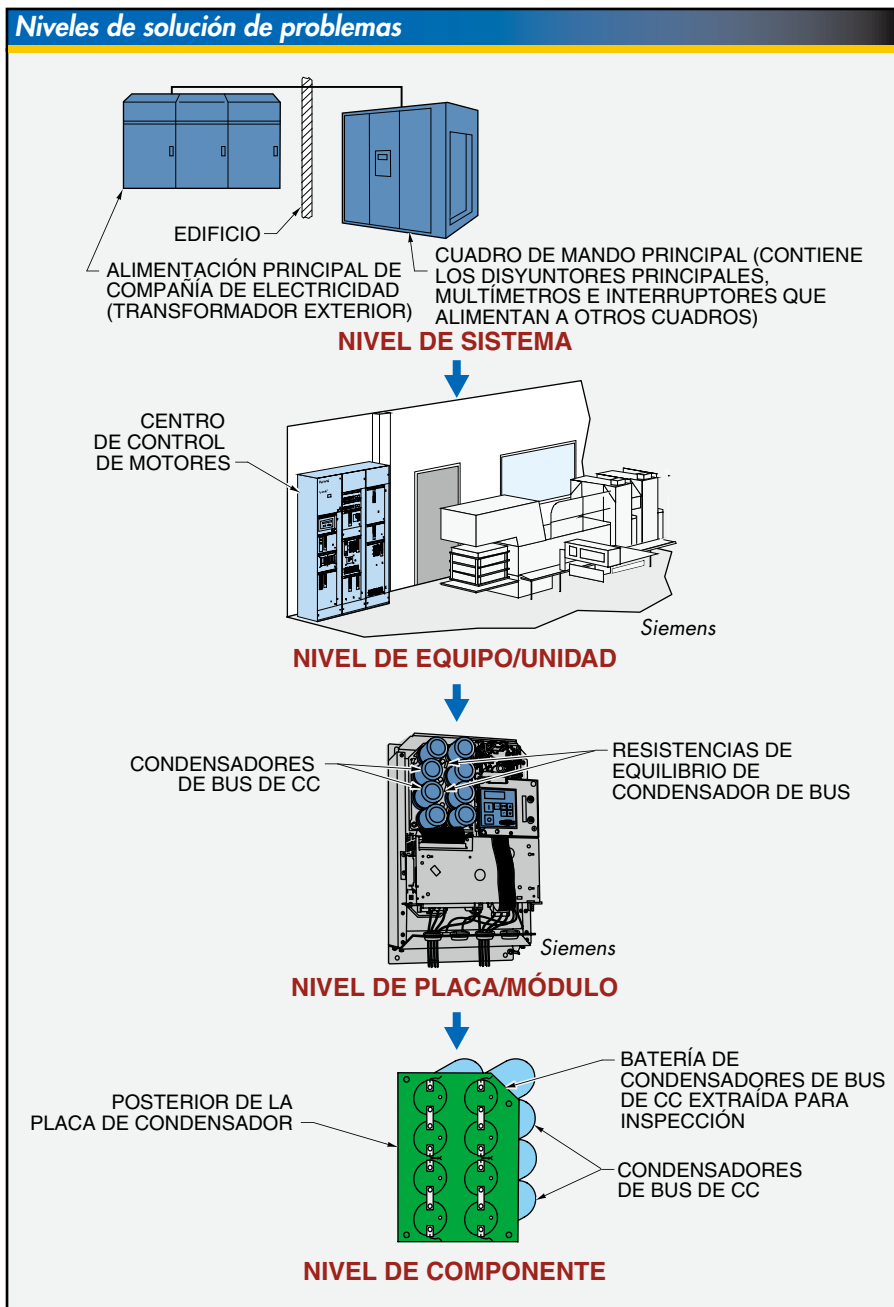 Niveles de solución de problemas
EDIFICIO
ALIMENTACIÓN PRINCIPAL DE
COMPAÑÍA DE ELECTRICIDAD
(TRANSFORMADOR EXTERIOR)
CUADRO DE MANDO PRINCIPAL (CONTIENE
LOS DISYUNTORES PRINCIPALES,
MULTÍMETROS E INTERRUPTORES QUE
ALIMENTAN A OTROS CUADROS)
NIVEL DE SISTEMA
CENTRO
DE CONTROL
DE MOTORES
Siemens
NIVEL DE EQUIPO/UNIDAD
CONDENSADORES
DE BUS DE CC
RESISTENCIAS DE
EQUILIBRIO DE
CONDENSADOR DE BUS
Siemens
NIVEL DE PLACA/MÓDULO
POSTERIOR DE LA
PLACA DE CONDENSADOR
BATERÍA DE
CONDENSADORES DE BUS
DE CC EXTRAÍDA PARA
INSPECCIÓN
CONDENSADORES
DE BUS DE CC
NIVEL DE COMPONENTE